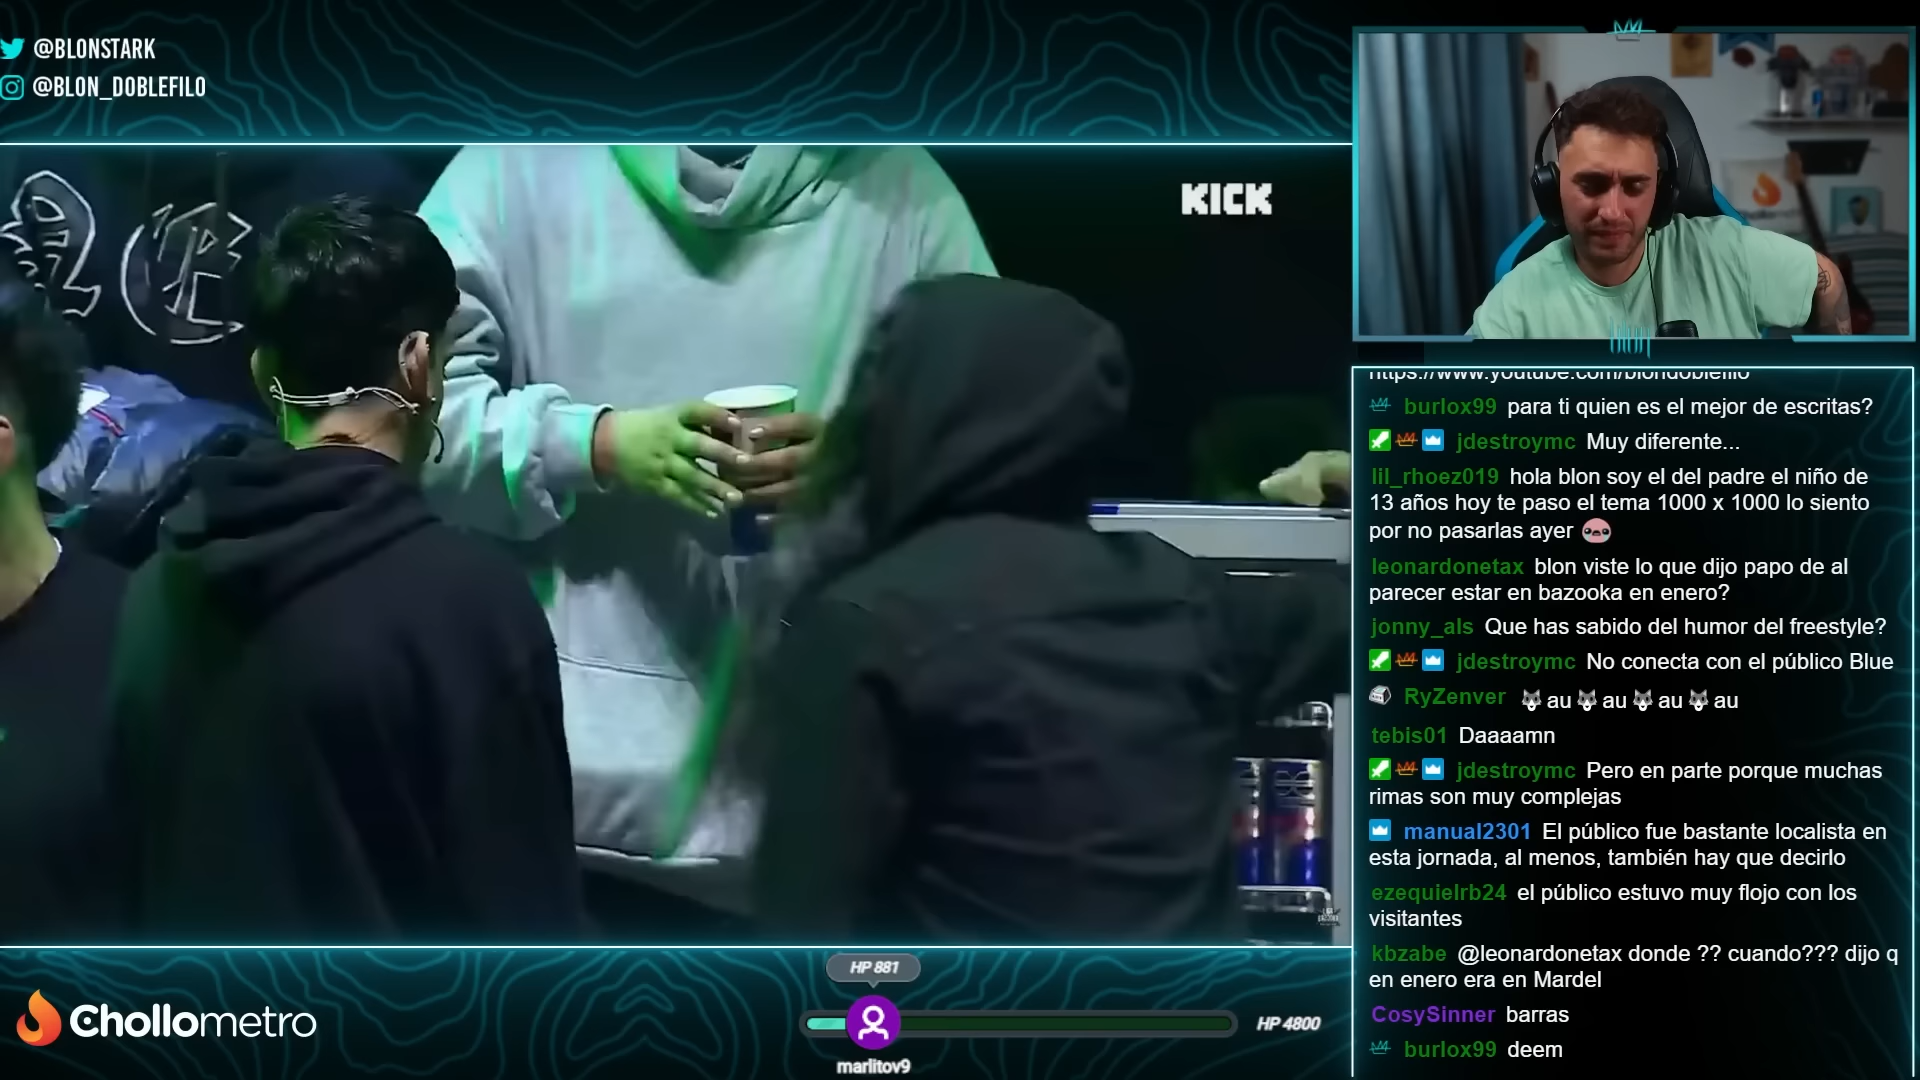 @BLONSTARK
@BLON_DOBLEFILO
KICK
https://www.youtube.com/blondoblefilo
burlox99 para ti quien es el mejor de escritas?
jdestroymc Muy diferente...
lil_rhoez019 hola blon soy el del padre el niño de
13 años hoy te paso el tema 1000 x 1000 lo siento
por no pasarlas ayer
leonardonetax blon viste lo que dijo papo de al
parecer estar en bazooka en enero?
jonny_als Que has sabido del humor del freestyle?
jdestroymc No conecta con el público Blue
RyZenver au au au au
tebis01 Daaaamn
jdestroymc Pero en parte porque muchas
rimas son muy complejas
manual2301 El público fue bastante localista en
esta jornada, al menos, también hay que decirlo
ezequielrb24 el público estuvo muy flojo con los
visitantes
kbzabe @leonardonetax donde ?? cuando??? dijo q
en enero era en Mardel
CosySinner barras
burlox99 deem
HP 881
HP 4800
marlitov9
Chollometro